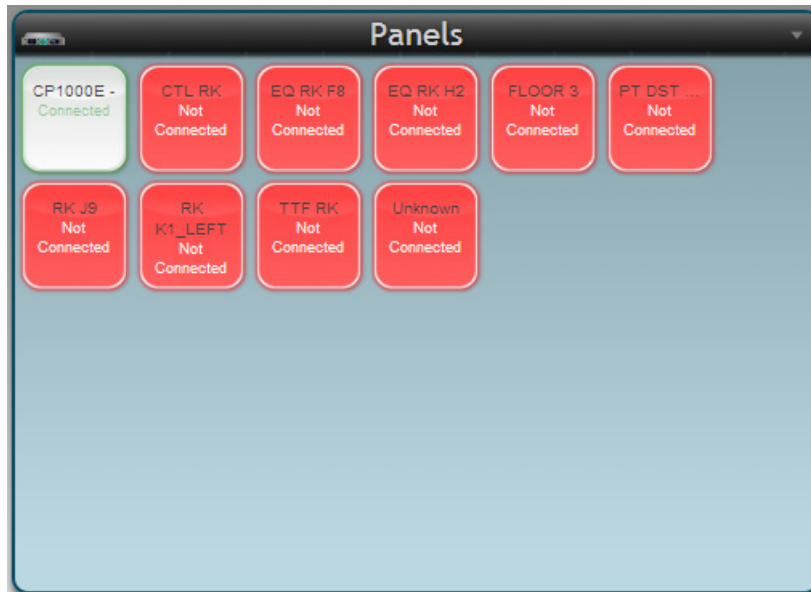 Panels
CP1000E -
Connected
CTL RK
Not
Connected
EQ RK F8
Not
Connected
EQ RK H2
Not
Connected
FLOOR 3
Not
Connected
PT DST ...
Not
Connected
RK J9
Not
Connected
RK
K1_LEFT
Not
Connected
TTF RK
Not
Connected
Unknown
Not
Connected